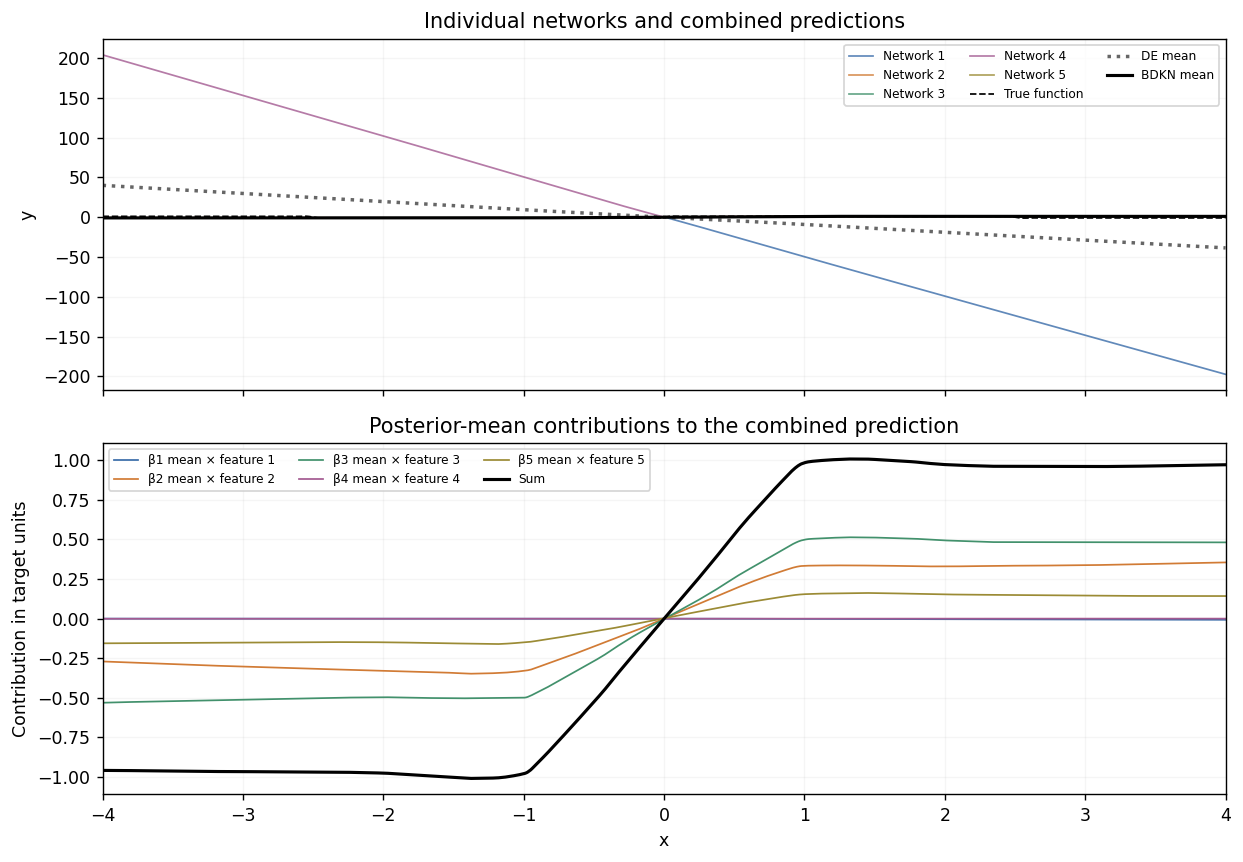 Individual networks and combined predictions
200
150
100
50
0
−50
−100
−150
−200
y
Network 1
Network 2
Network 3
Network 4
Network 5
True function
DE mean
BDKN mean
Posterior-mean contributions to the combined prediction
1.00
0.75
0.50
0.25
0.00
−0.25
−0.50
−0.75
−1.00
Contribution in target units
β1 mean × feature 1
β2 mean × feature 2
β3 mean × feature 3
β4 mean × feature 4
β5 mean × feature 5
Sum
−4
−3
−2
−1
0
1
2
3
4
x